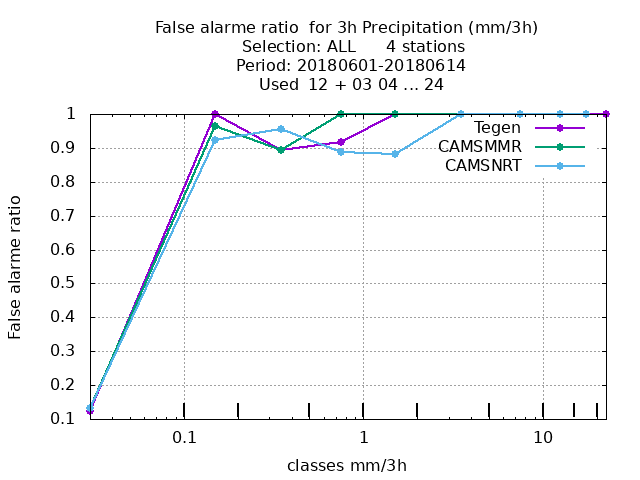 False alarme ratio  for 3h Precipitation (mm/3h)
Selection: ALL      4 stations
Period: 20180601-20180614
Used  12 + 03 04 ... 24
1
0.9
0.8
0.7
0.6
0.5
0.4
0.3
0.2
0.1
False alarme ratio
Tegen
CAMSMMR
CAMSNRT
0.1
1
10
classes mm/3h